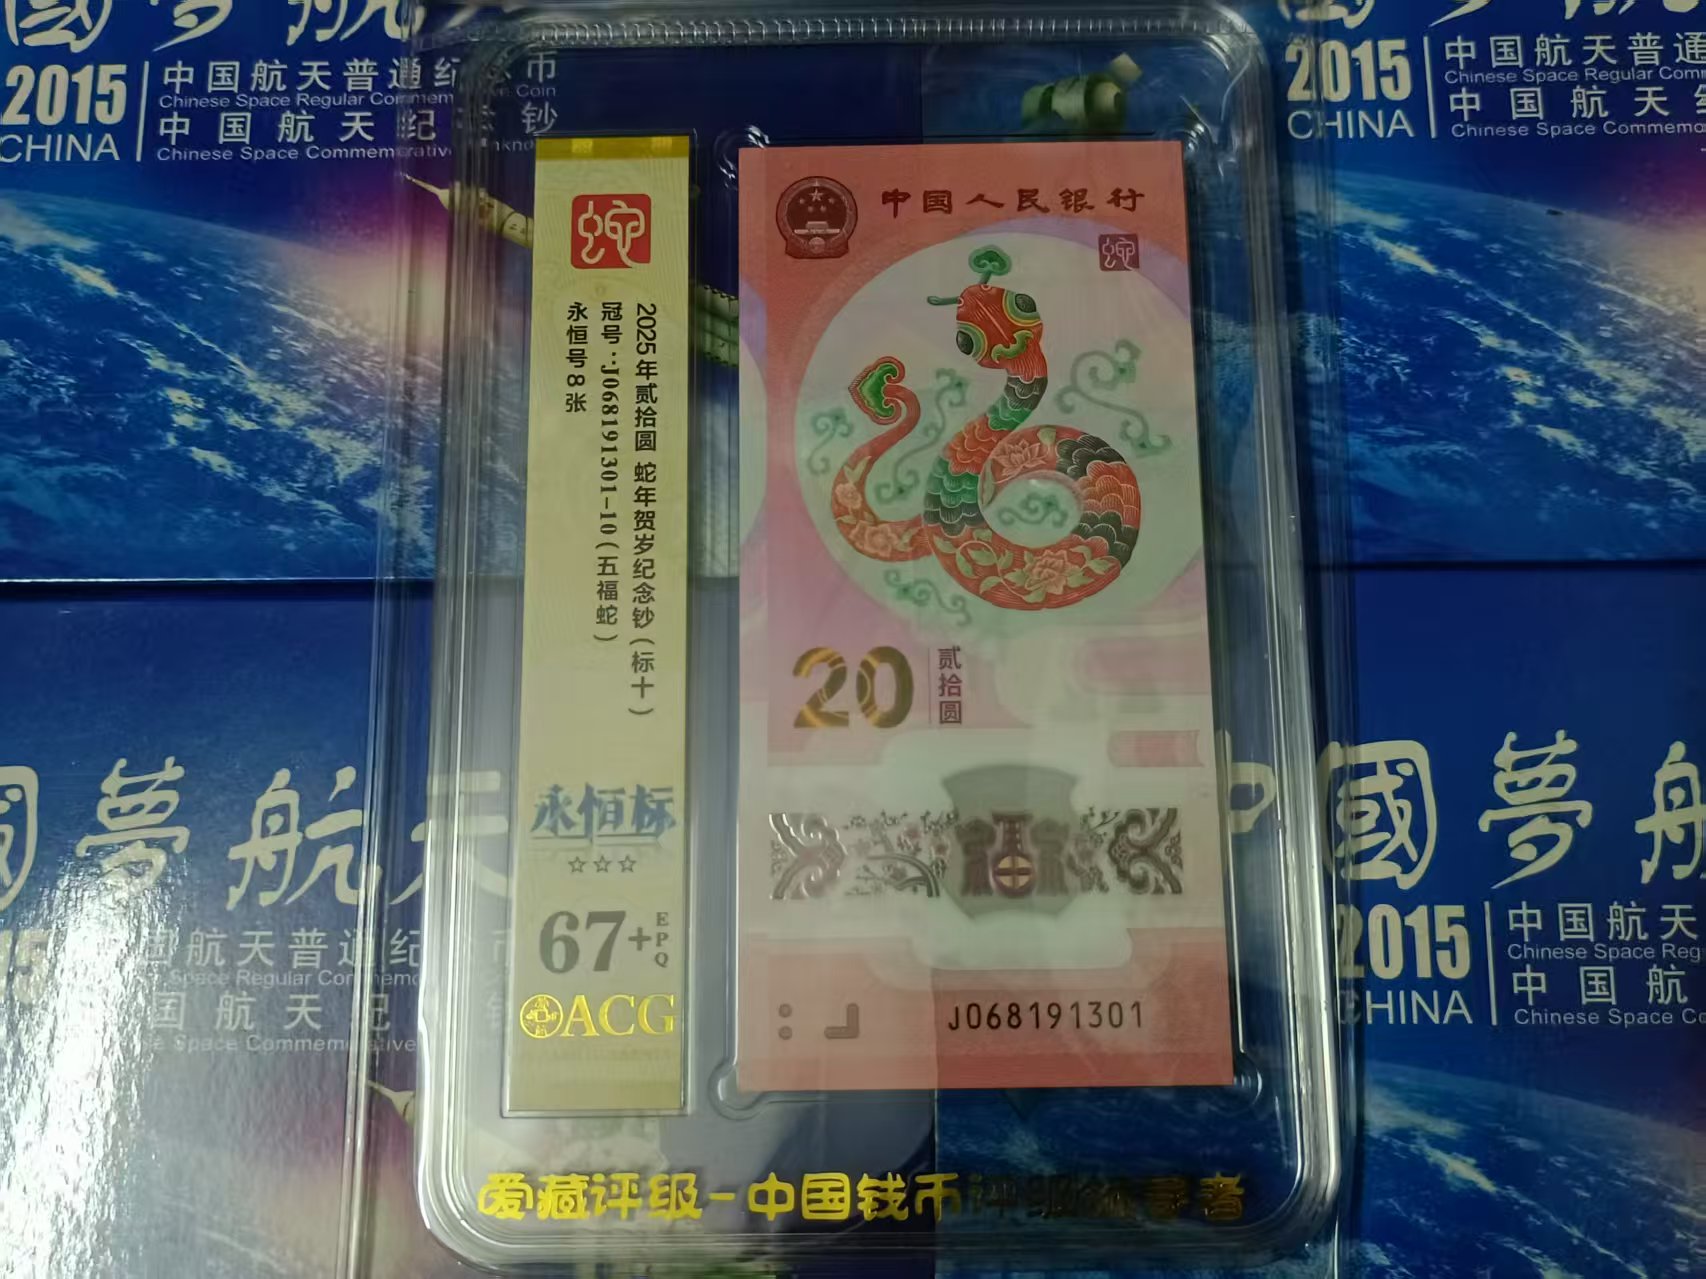 2015
CHINA
中国航天普通纪念币
Chinese Space Regular Commem
中国航天纪念钞
Chinese Space Commemorative
2015
CHINA
中国航天普通
Chinese Space Regular Comm
中国航天
Chinese Space Commemo
蛇
2025年贰拾圆 蛇年贺岁纪念钞(标十)
冠号:J068191301-10(五福蛇)
永恒号8张
永恒标
☆☆☆
67+
EPQ
ACG
中国人民银行
蛇
20
贰拾圆
J068191301
國夢航天
中国航天普通纪币
Space Regular Commemo
国航天纪钞
Space Commemorative
中國夢航
2015
CHINA
中国航天
Chinese Space Reg
中国航
Chinese Space Co
爱藏评级-中国钱币评级领导者